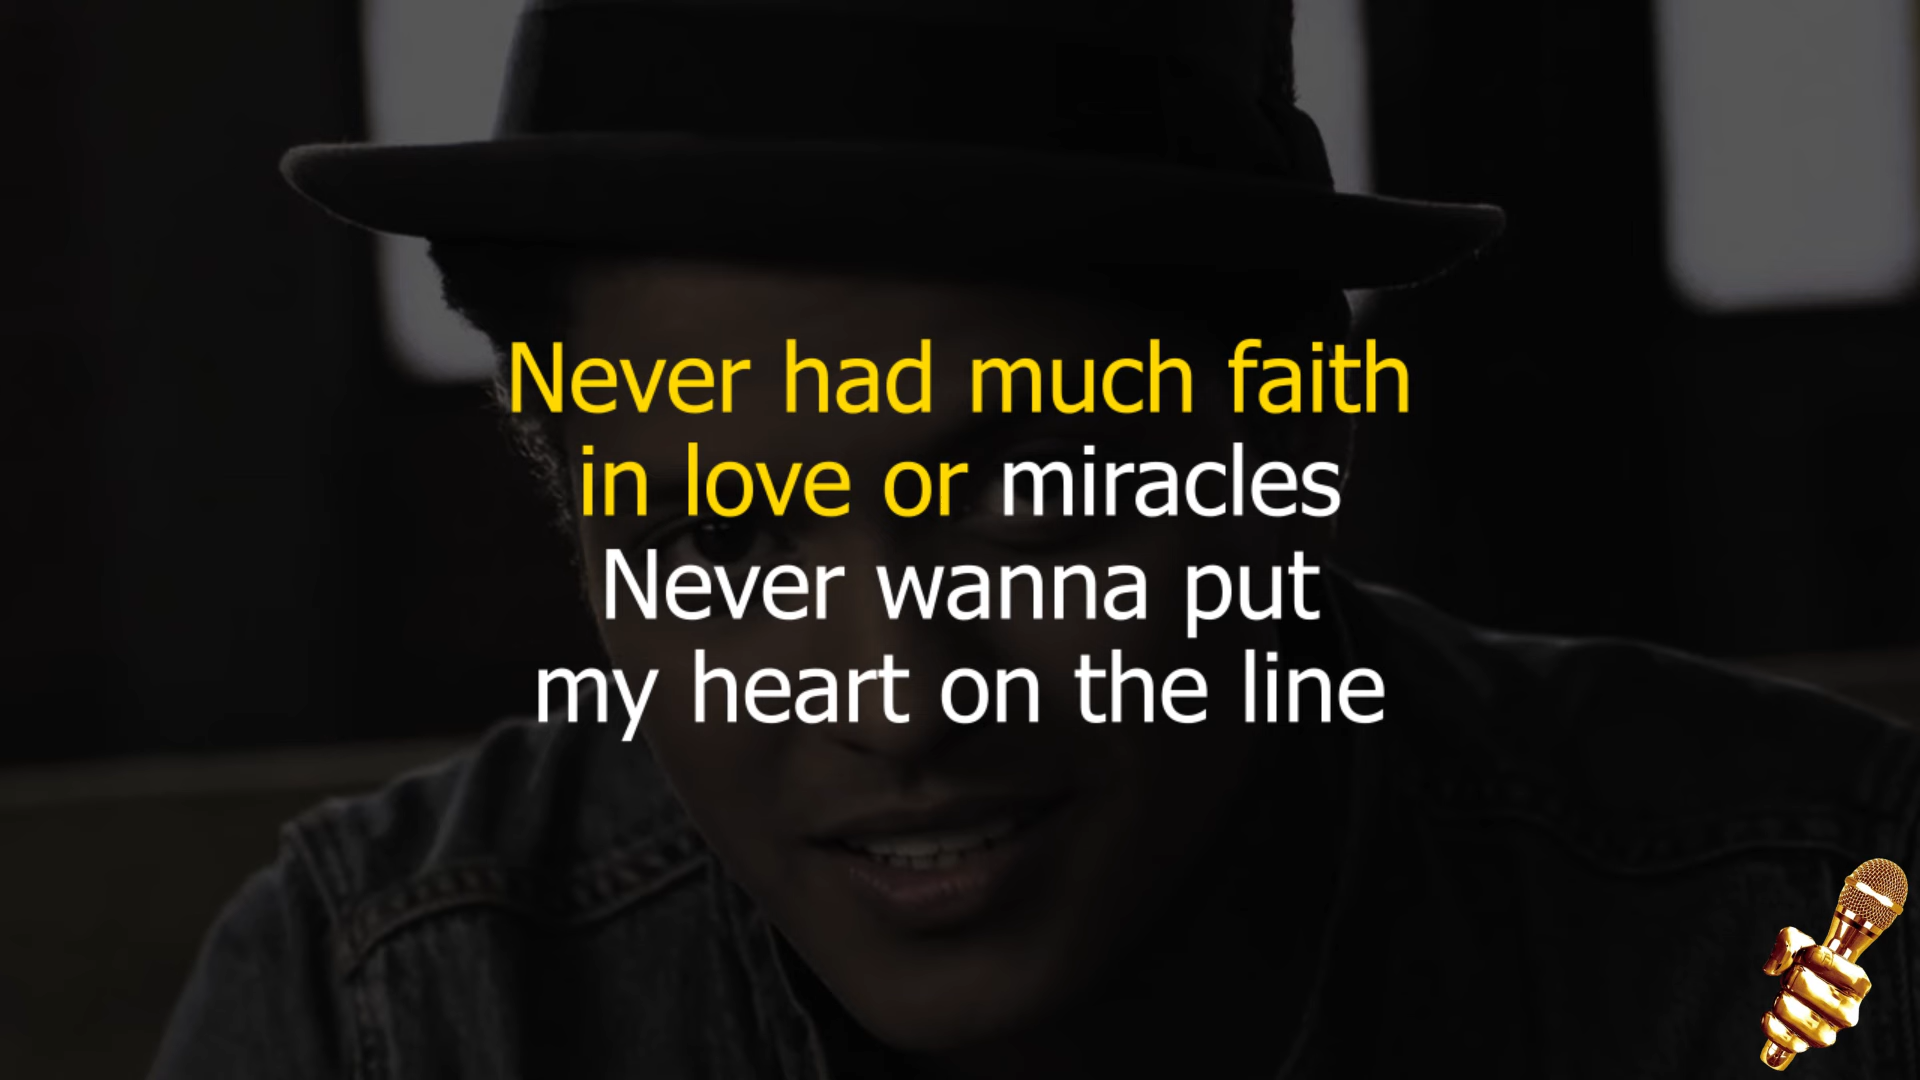 Never had much faith
in love or miracles
Never wanna put
my heart on the line